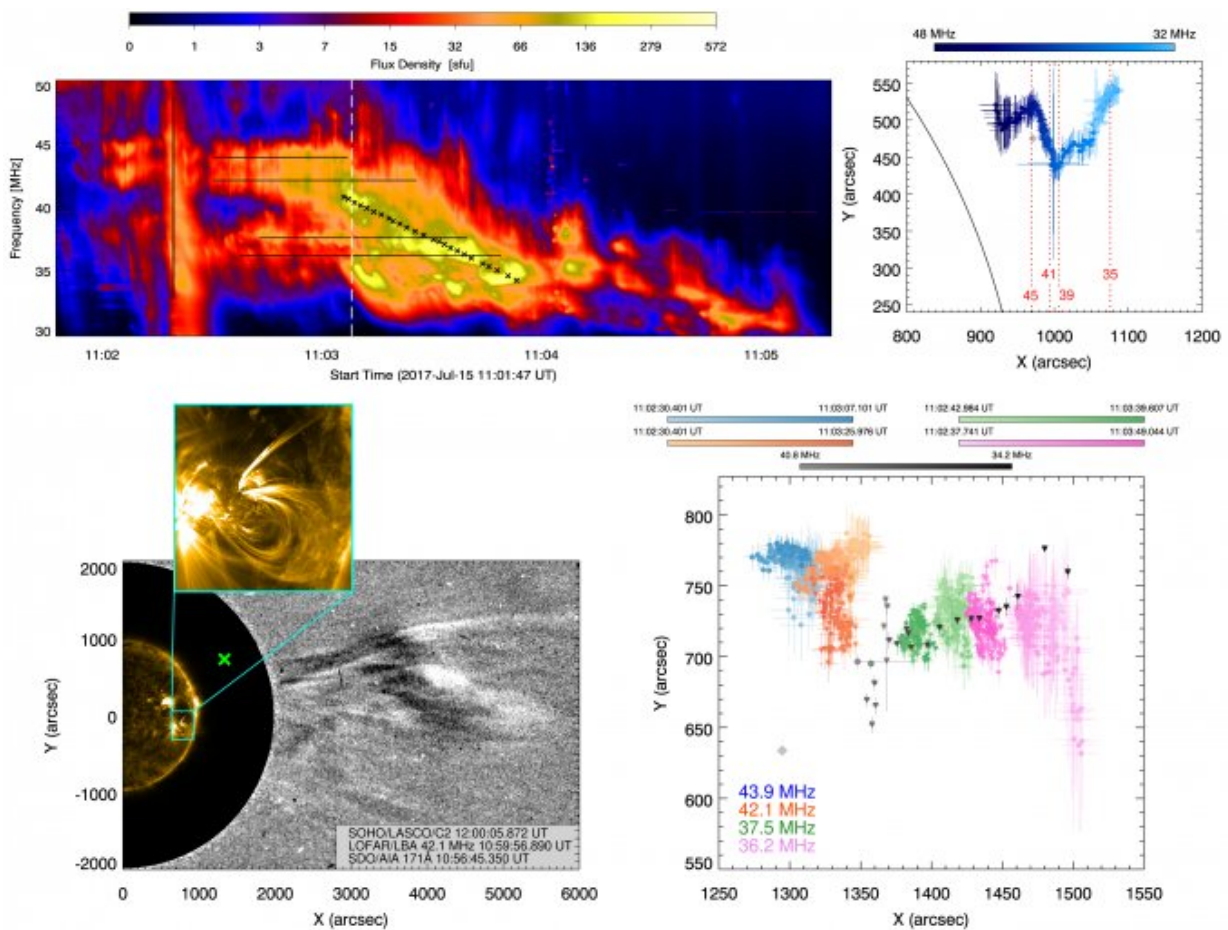 0 1 3 7 15 32 66 136 279 572
Flux Density [sfu]
50
45
40
35
30
Frequency [MHz]
11:02 11:03 11:04 11:05
Start Time (2017-Jul-15 11:01:47 UT)
48 MHz 32 MHz
550
500
450
400
350
300
250
Y (arcsec)
45 41 39 35
800 900 1000 1100 1200
X (arcsec)
2000
1000
0
-1000
-2000
Y (arcsec)
SOHO/LASCO/C2 12:00:05.872 UT
LOFAR/LBA 42.1 MHz 10:59:56.890 UT
SDO/AIA 171Å 10:56:45.350 UT
0 1000 2000 3000 4000 5000 6000
X (arcsec)
11:02:30.401 UT 11:03:07.101 UT 11:02:42.984 UT 11:03:39.607 UT
11:02:30.401 UT 11:03:25.976 UT 11:02:37.741 UT 11:03:49.044 UT
40.8 MHz 34.2 MHz
800
750
700
650
600
550
Y (arcsec)
43.9 MHz
42.1 MHz
37.5 MHz
36.2 MHz
1250 1300 1350 1400 1450 1500 1550
X (arcsec)